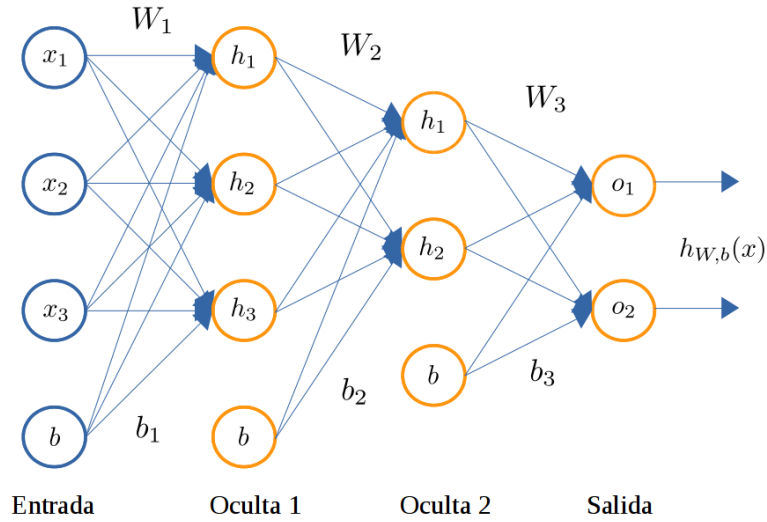 W₁
W₂
W₃
x₁
x₂
x₃
b
h₁
h₂
h₃
b
h₁
h₂
b
o₁
o₂
h_{W,b}(x)
b₁
b₂
b₃
Entrada
Oculta 1
Oculta 2
Salida